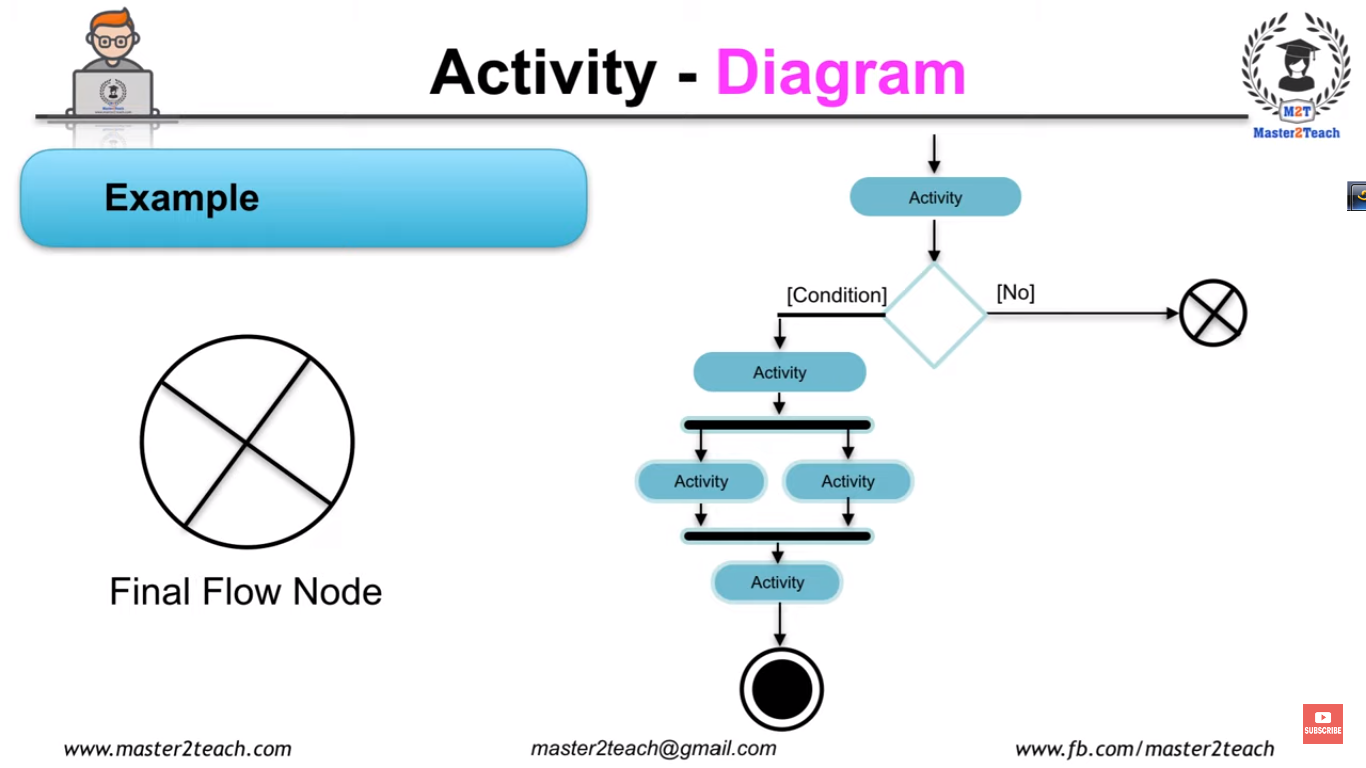 Activity - Diagram
M2T
Master2Teach
Example
Activity
[Condition]
[No]
Activity
Activity
Activity
Activity
Final Flow Node
SUBSCRIBE
www.master2teach.com
master2teach@gmail.com
www.fb.com/master2teach